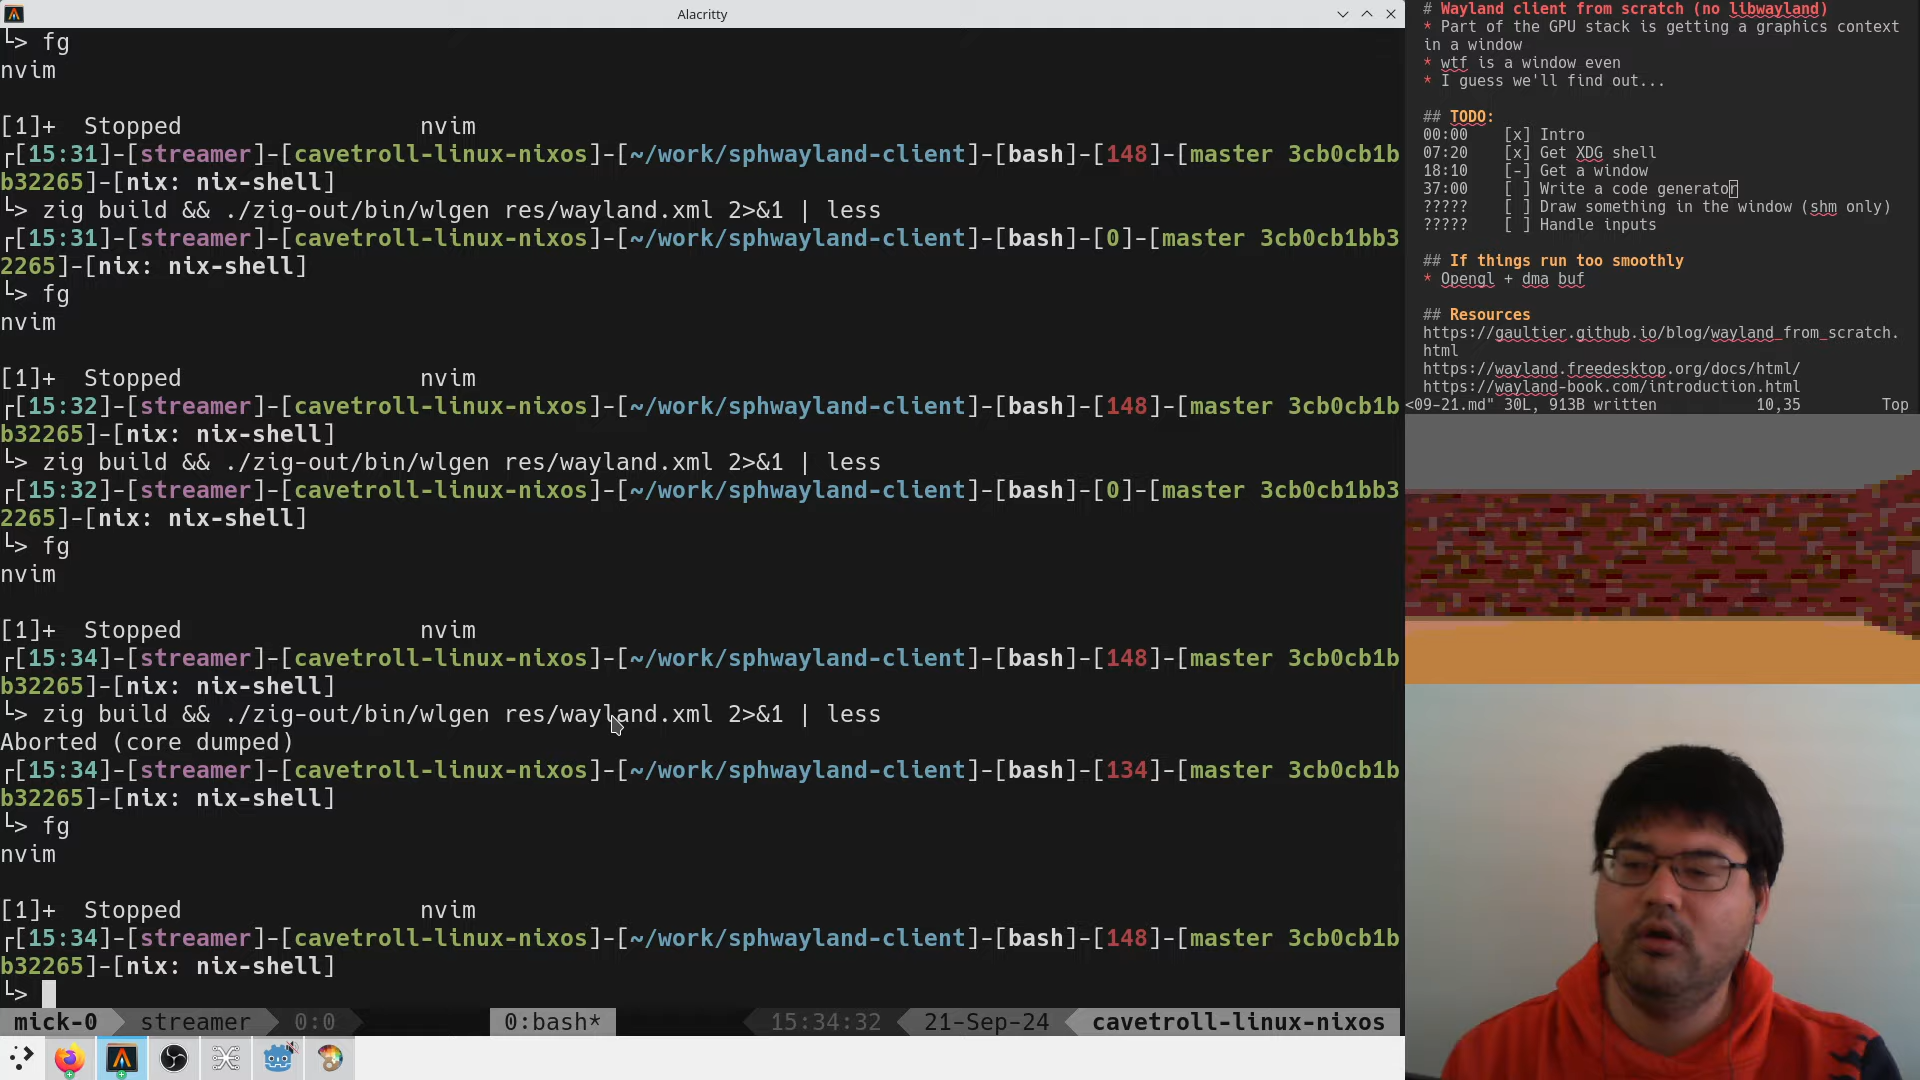 Alacritty
└> fg
nvim
[1]+  Stopped                 nvim
┌[15:31]-[streamer]-[cavetroll-linux-nixos]-[~/work/sphwayland-client]-[bash]-[148]-[master 3cb0cb1b
b32265]-[nix: nix-shell]
└> zig build && ./zig-out/bin/wlgen res/wayland.xml 2>&1 | less
┌[15:31]-[streamer]-[cavetroll-linux-nixos]-[~/work/sphwayland-client]-[bash]-[0]-[master 3cb0cb1bb3
2265]-[nix: nix-shell]
└> fg
nvim
[1]+  Stopped                 nvim
┌[15:32]-[streamer]-[cavetroll-linux-nixos]-[~/work/sphwayland-client]-[bash]-[148]-[master 3cb0cb1b
b32265]-[nix: nix-shell]
└> zig build && ./zig-out/bin/wlgen res/wayland.xml 2>&1 | less
┌[15:32]-[streamer]-[cavetroll-linux-nixos]-[~/work/sphwayland-client]-[bash]-[0]-[master 3cb0cb1bb3
2265]-[nix: nix-shell]
└> fg
nvim
[1]+  Stopped                 nvim
┌[15:34]-[streamer]-[cavetroll-linux-nixos]-[~/work/sphwayland-client]-[bash]-[148]-[master 3cb0cb1b
b32265]-[nix: nix-shell]
└> zig build && ./zig-out/bin/wlgen res/wayland.xml 2>&1 | less
Aborted (core dumped)
┌[15:34]-[streamer]-[cavetroll-linux-nixos]-[~/work/sphwayland-client]-[bash]-[134]-[master 3cb0cb1b
b32265]-[nix: nix-shell]
└> fg
nvim
[1]+  Stopped                 nvim
┌[15:34]-[streamer]-[cavetroll-linux-nixos]-[~/work/sphwayland-client]-[bash]-[148]-[master 3cb0cb1b
b32265]-[nix: nix-shell]
└>
mick-0 streamer 0:0 0:bash* 15:34:32 21-Sep-24 cavetroll-linux-nixos
# Wayland client from scratch (no libwayland)
* Part of the GPU stack is getting a graphics context
in a window
* wtf is a window even
* I guess we'll find out...
## TODO:
00:00    [x] Intro
07:20    [x] Get XDG shell
18:10    [-] Get a window
37:00    [ ] Write a code generator
?????    [ ] Draw something in the window (shm only)
?????    [ ] Handle inputs
## If things run too smoothly
* Opengl + dma buf
## Resources
https://gaultier.github.io/blog/wayland_from_scratch.
html
https://wayland.freedesktop.org/docs/html/
https://wayland-book.com/introduction.html
<09-21.md" 30L, 913B written 10,35 Top